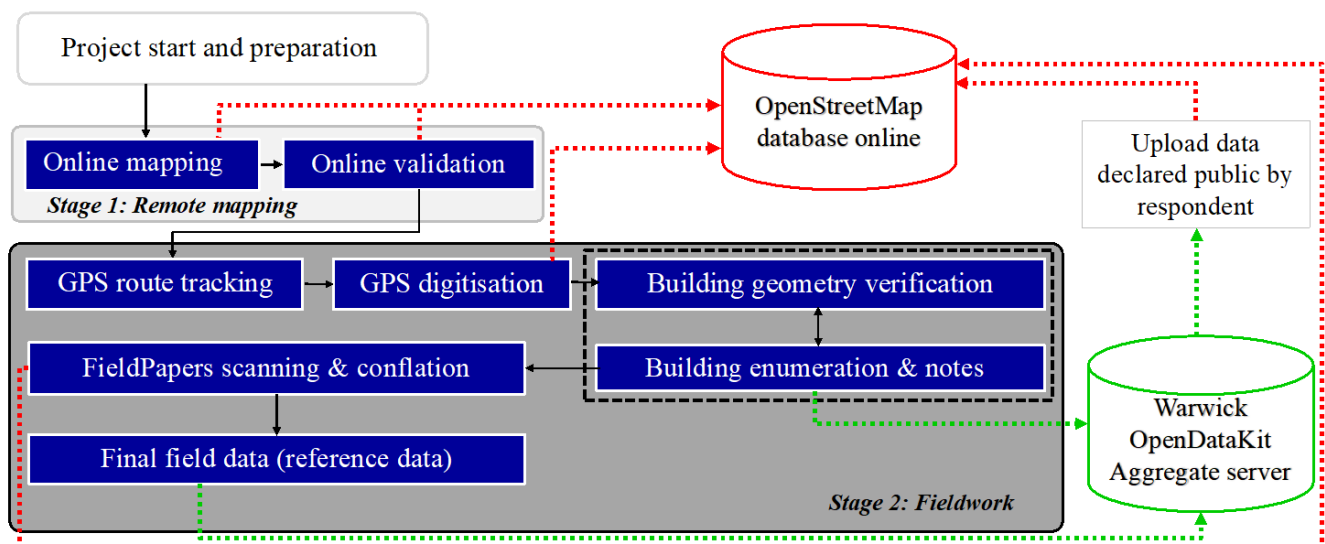 Project start and preparation
OpenStreetMap
database online
Upload data
declared public by
respondent
Online mapping
Online validation
Stage 1: Remote mapping
GPS route tracking
GPS digitisation
Building geometry verification
FieldPapers scanning & conflation
Building enumeration & notes
Warwick
OpenDataKit
Aggregate server
Final field data (reference data)
Stage 2: Fieldwork